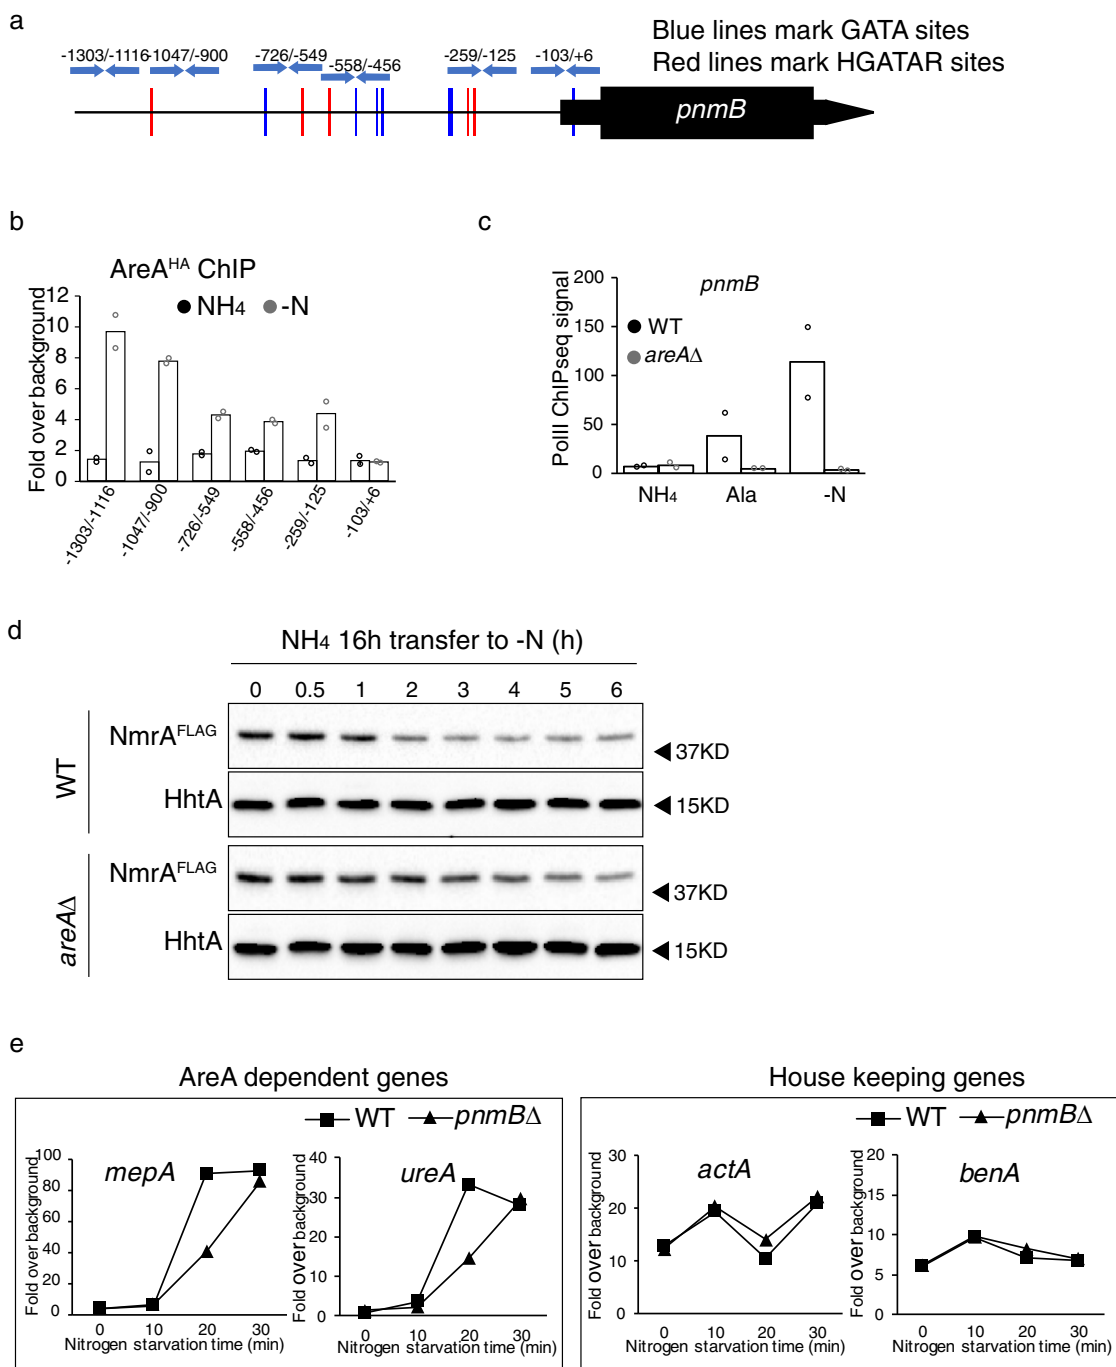 a
Blue lines mark GATA sites
Red lines mark HGATAR sites
-1303/-1116
-1047/-900
-726/-549
-558/-456
-259/-125
-103/+6
pnmB
b
AreAHA ChIP
NH4
-N
Fold over background
12
10
8
6
4
2
0
-1303/-1116
-1047/-900
-726/-549
-558/-456
-259/-125
-103/+6
c
pnmB
WT
areAΔ
PolII ChIPseq signal
200
150
100
50
0
NH4
Ala
-N
d
NH4 16h transfer to -N (h)
0 0.5 1 2 3 4 5 6
WT
NmrAFLAG
37KD
HhtA
15KD
areAΔ
NmrAFLAG
37KD
HhtA
15KD
e
AreA dependent genes
WT
pnmBΔ
mepA
Fold over background
100
80
60
40
20
0
0 10 20 30
Nitrogen starvation time (min)
ureA
Fold over background
40
30
20
10
0
0 10 20 30
Nitrogen starvation time (min)
House keeping genes
WT
pnmBΔ
actA
Fold over background
30
20
10
0
0 10 20 30
Nitrogen starvation time (min)
benA
Fold over background
20
15
10
5
0
0 10 20 30
Nitrogen starvation time (min)